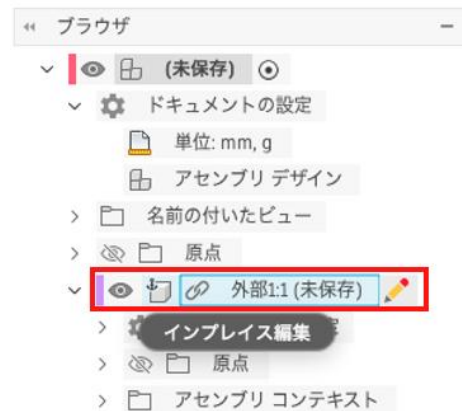 ブラウザ
(未保存)
ドキュメントの設定
単位: mm, g
アセンブリ デザイン
名前の付いたビュー
原点
外部1:1 (未保存)
インプレイス編集
原点
アセンブリ コンテキスト